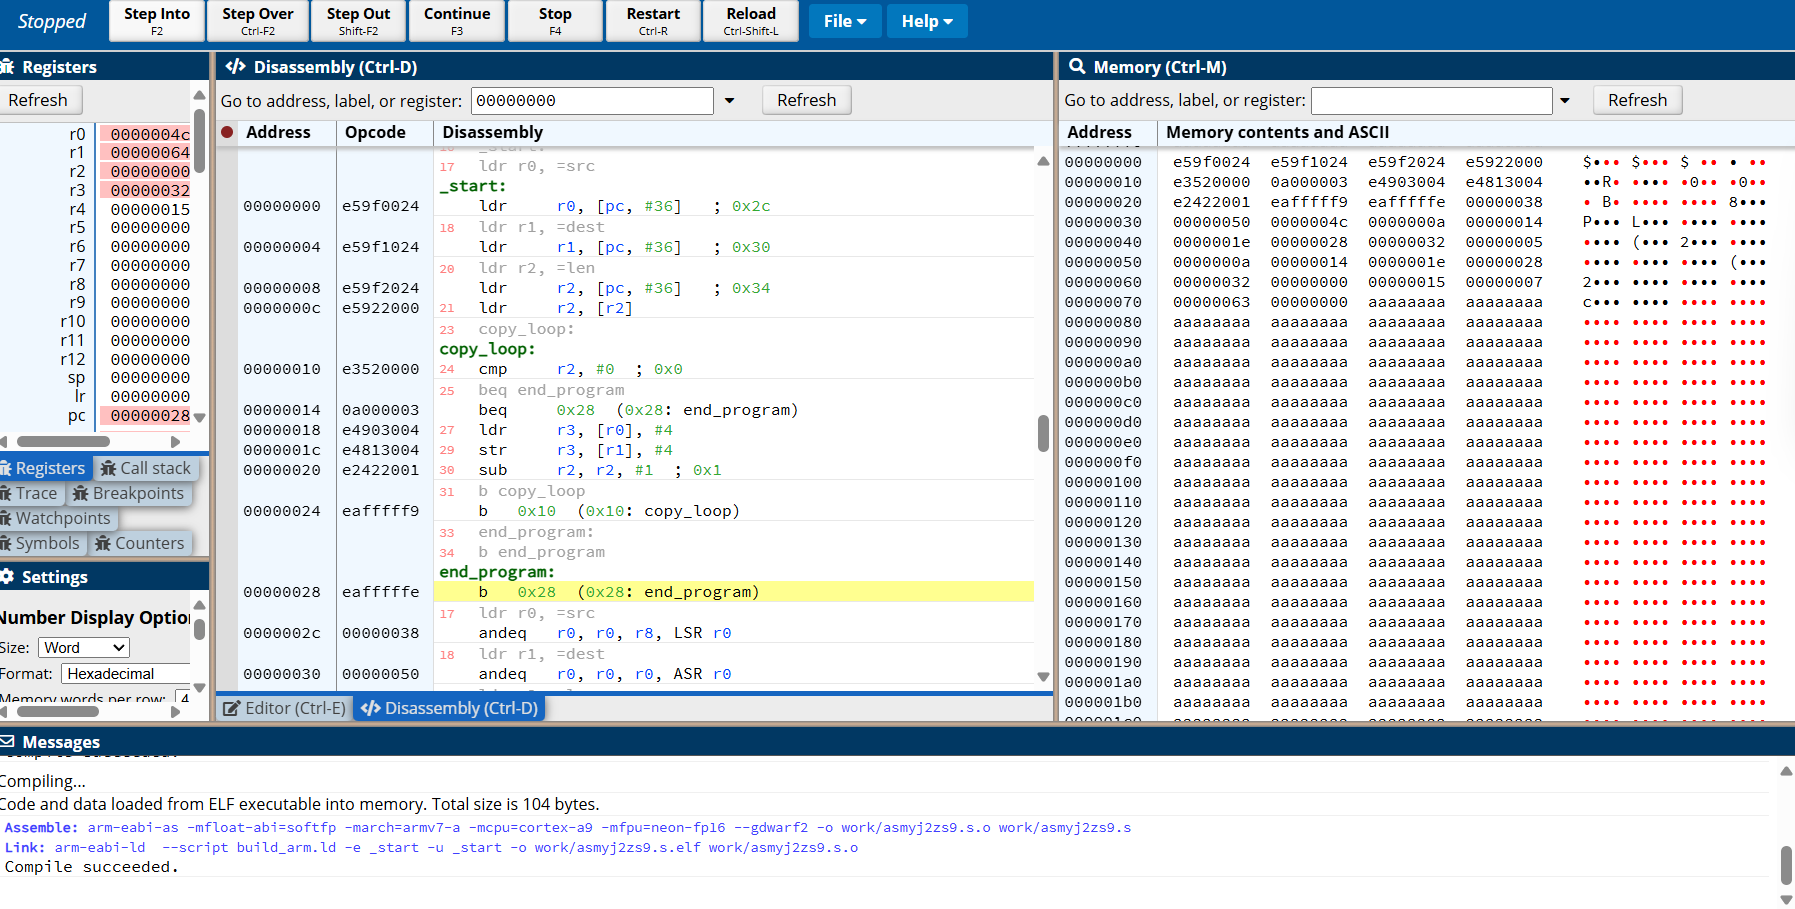 Stopped
Step Into
F2
Step Over
Ctrl-F2
Step Out
Shift-F2
Continue
F3
Stop
F4
Restart
Ctrl-R
Reload
Ctrl-Shift-L
File
Help
Registers
Refresh
r0 0000004c
r1 00000064
r2 00000000
r3 00000032
r4 00000015
r5 00000000
r6 00000000
r7 00000000
r8 00000000
r9 00000000
r10 00000000
r11 00000000
r12 00000000
sp 00000000
lr 00000000
pc 00000028
Registers Call stack
Trace Breakpoints
Watchpoints
Symbols Counters
Settings
Number Display Optio
Size: Word
Format: Hexadecimal
Memory words per row: 4
Disassembly (Ctrl-D)
Go to address, label, or register: 00000000 Refresh
Address Opcode Disassembly
16 _start:
17 ldr r0, =src
_start:
00000000 e59f0024 ldr r0, [pc, #36] ; 0x2c
18 ldr r1, =dest
00000004 e59f1024 ldr r1, [pc, #36] ; 0x30
20 ldr r2, =len
00000008 e59f2024 ldr r2, [pc, #36] ; 0x34
0000000c e5922000 21 ldr r2, [r2]
23 copy_loop:
copy_loop:
00000010 e3520000 24 cmp r2, #0 ; 0x0
25 beq end_program
00000014 0a000003 beq 0x28 (0x28: end_program)
00000018 e4903004 27 ldr r3, [r0], #4
0000001c e4813004 29 str r3, [r1], #4
00000020 e2422001 30 sub r2, r2, #1 ; 0x1
31 b copy_loop
00000024 eafffff9 b 0x10 (0x10: copy_loop)
33 end_program:
34 b end_program
end_program:
00000028 eafffffe b 0x28 (0x28: end_program)
17 ldr r0, =src
0000002c 00000038 andeq r0, r0, r8, LSR r0
18 ldr r1, =dest
00000030 00000050 andeq r0, r0, r0, ASR r0
Editor (Ctrl-E) Disassembly (Ctrl-D)
Memory (Ctrl-M)
Go to address, label, or register: Refresh
Address Memory contents and ASCII
00000000 e59f0024 e59f1024 e59f2024 e5922000 $••• $••• $ •• • ••
00000010 e3520000 0a000003 e4903004 e4813004 ••R• •••• •0•• •0••
00000020 e2422001 eafffff9 eafffffe 00000038 • B• •••• •••• 8•••
00000030 00000050 0000004c 0000000a 00000014 P••• L••• •••• ••••
00000040 0000001e 00000028 00000032 00000005 •••• (••• 2••• ••••
00000050 0000000a 00000014 0000001e 00000028 •••• •••• •••• (•••
00000060 00000032 00000000 00000015 00000007 2••• •••• •••• ••••
00000070 00000063 00000000 aaaaaaaa aaaaaaaa c••• •••• •••• ••••
00000080 aaaaaaaa aaaaaaaa aaaaaaaa aaaaaaaa •••• •••• •••• ••••
00000090 aaaaaaaa aaaaaaaa aaaaaaaa aaaaaaaa •••• •••• •••• ••••
000000a0 aaaaaaaa aaaaaaaa aaaaaaaa aaaaaaaa •••• •••• •••• ••••
000000b0 aaaaaaaa aaaaaaaa aaaaaaaa aaaaaaaa •••• •••• •••• ••••
000000c0 aaaaaaaa aaaaaaaa aaaaaaaa aaaaaaaa •••• •••• •••• ••••
000000d0 aaaaaaaa aaaaaaaa aaaaaaaa aaaaaaaa •••• •••• •••• ••••
000000e0 aaaaaaaa aaaaaaaa aaaaaaaa aaaaaaaa •••• •••• •••• ••••
000000f0 aaaaaaaa aaaaaaaa aaaaaaaa aaaaaaaa •••• •••• •••• ••••
00000100 aaaaaaaa aaaaaaaa aaaaaaaa aaaaaaaa •••• •••• •••• ••••
00000110 aaaaaaaa aaaaaaaa aaaaaaaa aaaaaaaa •••• •••• •••• ••••
00000120 aaaaaaaa aaaaaaaa aaaaaaaa aaaaaaaa •••• •••• •••• ••••
00000130 aaaaaaaa aaaaaaaa aaaaaaaa aaaaaaaa •••• •••• •••• ••••
00000140 aaaaaaaa aaaaaaaa aaaaaaaa aaaaaaaa •••• •••• •••• ••••
00000150 aaaaaaaa aaaaaaaa aaaaaaaa aaaaaaaa •••• •••• •••• ••••
00000160 aaaaaaaa aaaaaaaa aaaaaaaa aaaaaaaa •••• •••• •••• ••••
00000170 aaaaaaaa aaaaaaaa aaaaaaaa aaaaaaaa •••• •••• •••• ••••
00000180 aaaaaaaa aaaaaaaa aaaaaaaa aaaaaaaa •••• •••• •••• ••••
00000190 aaaaaaaa aaaaaaaa aaaaaaaa aaaaaaaa •••• •••• •••• ••••
000001a0 aaaaaaaa aaaaaaaa aaaaaaaa aaaaaaaa •••• •••• •••• ••••
000001b0 aaaaaaaa aaaaaaaa aaaaaaaa aaaaaaaa •••• •••• •••• ••••
000001c0 aaaaaaaa aaaaaaaa aaaaaaaa aaaaaaaa •••• •••• •••• ••••
Messages
Compile succeeded.
Compiling...
Code and data loaded from ELF executable into memory. Total size is 104 bytes.
Assemble: arm-eabi-as -mfloat-abi=softfp -march=armv7-a -mcpu=cortex-a9 -mfpu=neon-fp16 --gdwarf2 -o work/asmyj2zs9.s.o work/asmyj2zs9.s
Link: arm-eabi-ld --script build_arm.ld -e _start -u _start -o work/asmyj2zs9.s.elf work/asmyj2zs9.s.o
Compile succeeded.